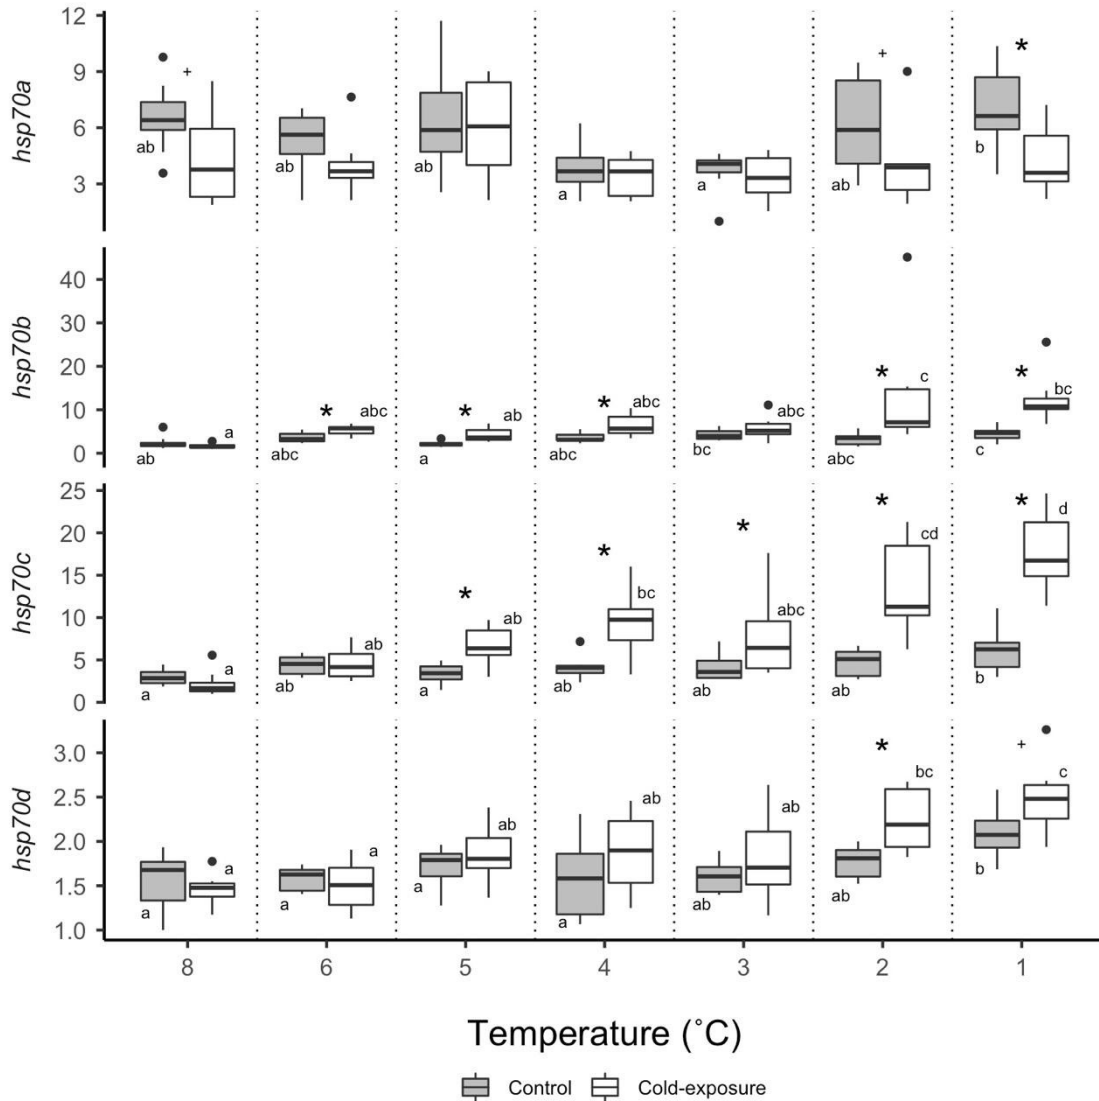 12
9
6
3
hsp70a
+
+
*
ab
ab
ab
a
a
ab
b
40
30
20
10
0
hsp70b
*
*
*
*
*
a
abc
ab
abc
abc
c
bc
ab
abc
a
abc
bc
abc
c
25
20
15
10
5
0
hsp70c
*
*
*
*
*
a
ab
ab
bc
abc
cd
d
a
ab
a
ab
ab
ab
b
3.0
2.5
2.0
1.5
1.0
hsp70d
*
+
a
a
ab
ab
ab
bc
c
a
a
a
a
ab
ab
b
8 6 5 4 3 2 1
Temperature (˚C)
Control Cold-exposure